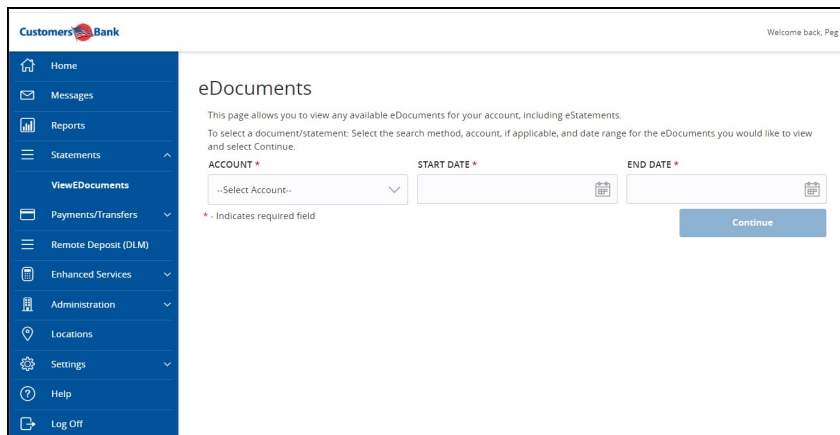 Customers Bank
Welcome back, Peg
Home
Messages
Reports
Statements
ViewEDocuments
Payments/Transfers
Remote Deposit (DLM)
Enhanced Services
Administration
Locations
Settings
Help
Log Off
eDocuments
This page allows you to view any available eDocuments for your account, including eStatements.
To select a document/statement: Select the search method, account, if applicable, and date range for the eDocuments you would like to view
and select Continue.
ACCOUNT * START DATE * END DATE *
--Select Account--
* - Indicates required field
Continue